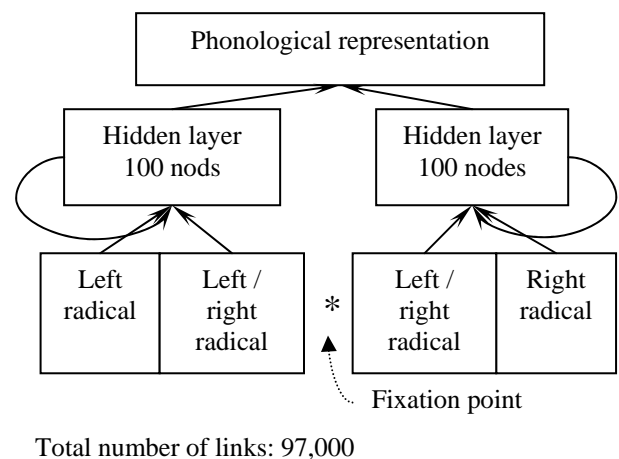 Phonological representation
Hidden layer
100 nods
Hidden layer
100 nodes
Left
radical
Left /
right
radical
*
Left /
right
radical
Right
radical
Fixation point
Total number of links: 97,000